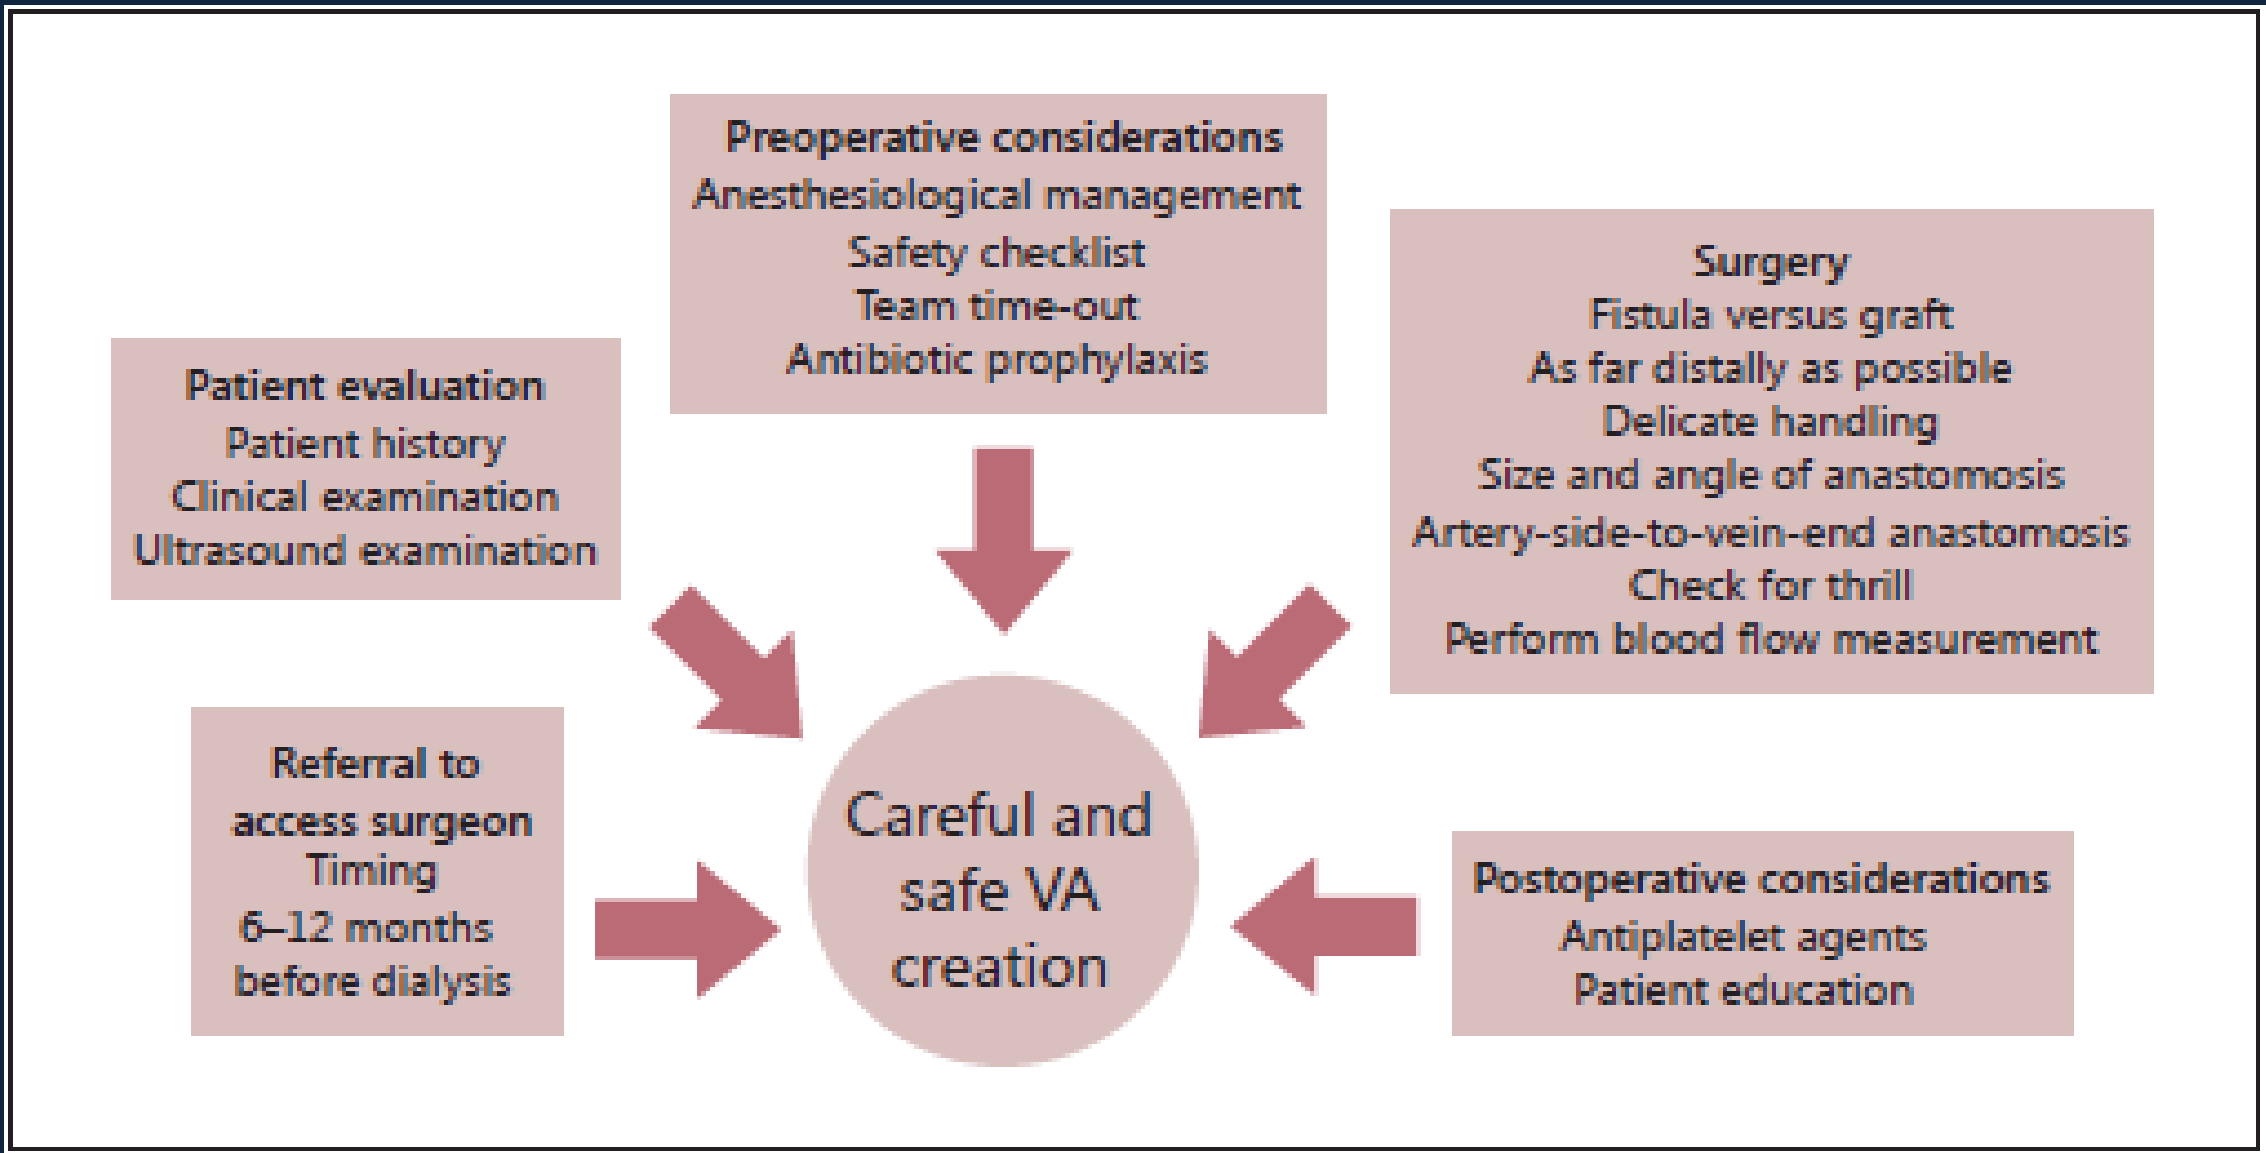 Preoperative considerations
Anesthesiological management
Safety checklist
Team time-out
Antibiotic prophylaxis
Surgery
Fistula versus graft
As far distally as possible
Delicate handling
Size and angle of anastomosis
Artery-side-to-vein-end anastomosis
Check for thrill
Perform blood flow measurement
Patient evaluation
Patient history
Clinical examination
Ultrasound examination
Referral to
access surgeon
Timing
6–12 months
before dialysis
Careful and
safe VA
creation
Postoperative considerations
Antiplatelet agents
Patient education